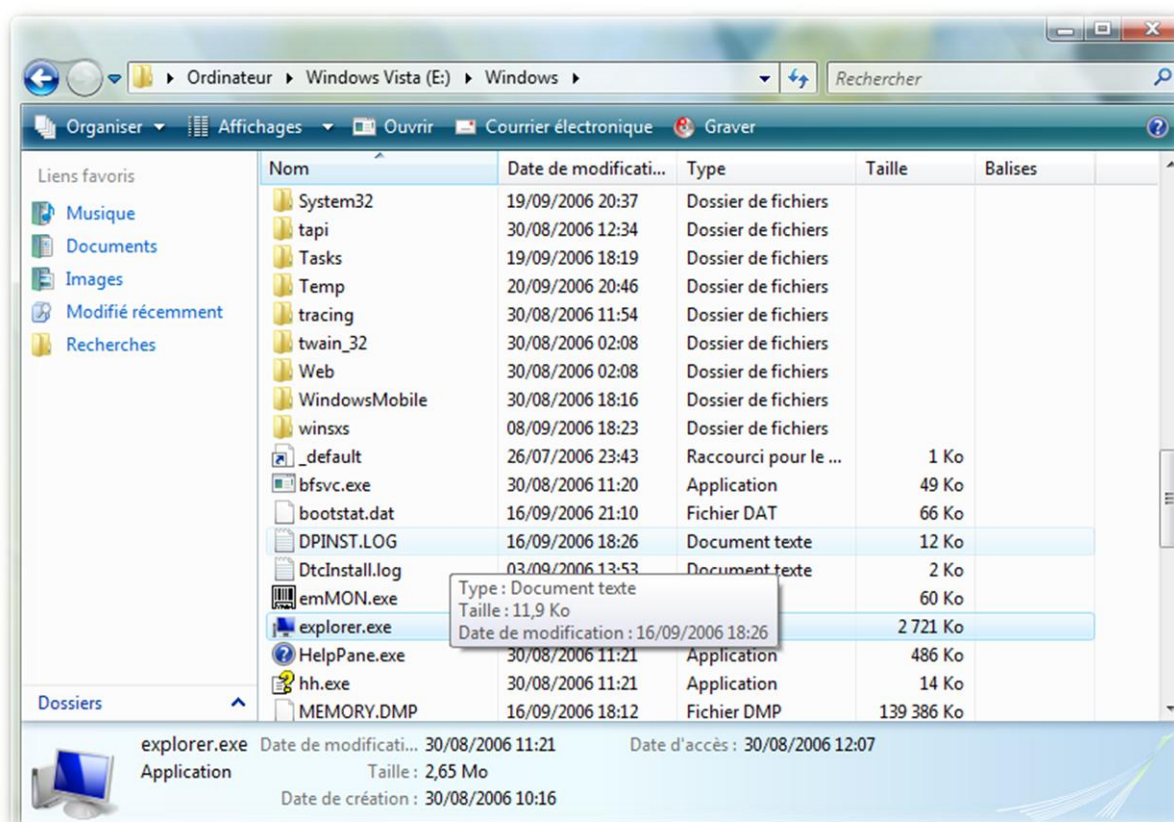 Ordinateur Windows Vista (E:) Windows Rechercher
Organiser Affichages Ouvrir Courrier électronique Graver
Liens favoris
Musique
Documents
Images
Modifié récemment
Recherches
Dossiers
Nom Date de modificati... Type Taille Balises
System32 19/09/2006 20:37 Dossier de fichiers
tapi 30/08/2006 12:34 Dossier de fichiers
Tasks 19/09/2006 18:19 Dossier de fichiers
Temp 20/09/2006 20:46 Dossier de fichiers
tracing 30/08/2006 11:54 Dossier de fichiers
twain_32 30/08/2006 02:08 Dossier de fichiers
Web 30/08/2006 02:08 Dossier de fichiers
WindowsMobile 30/08/2006 18:16 Dossier de fichiers
winsxs 08/09/2006 18:23 Dossier de fichiers
_default 26/07/2006 23:43 Raccourci pour le ... 1 Ko
bfsvc.exe 30/08/2006 11:20 Application 49 Ko
bootstat.dat 16/09/2006 21:10 Fichier DAT 66 Ko
DPINST.LOG 16/09/2006 18:26 Document texte 12 Ko
DtcInstall.log 03/09/2006 13:53 Document texte 2 Ko
emMON.exe 60 Ko
explorer.exe 2 721 Ko
Type : Document texte
Taille : 11,9 Ko
Date de modification : 16/09/2006 18:26
HelpPane.exe 30/08/2006 11:21 Application 486 Ko
hh.exe 30/08/2006 11:21 Application 14 Ko
MEMORY.DMP 16/09/2006 18:12 Fichier DMP 139 386 Ko
explorer.exe Date de modificati... 30/08/2006 11:21 Date d'accès : 30/08/2006 12:07
Application Taille : 2,65 Mo
Date de création : 30/08/2006 10:16